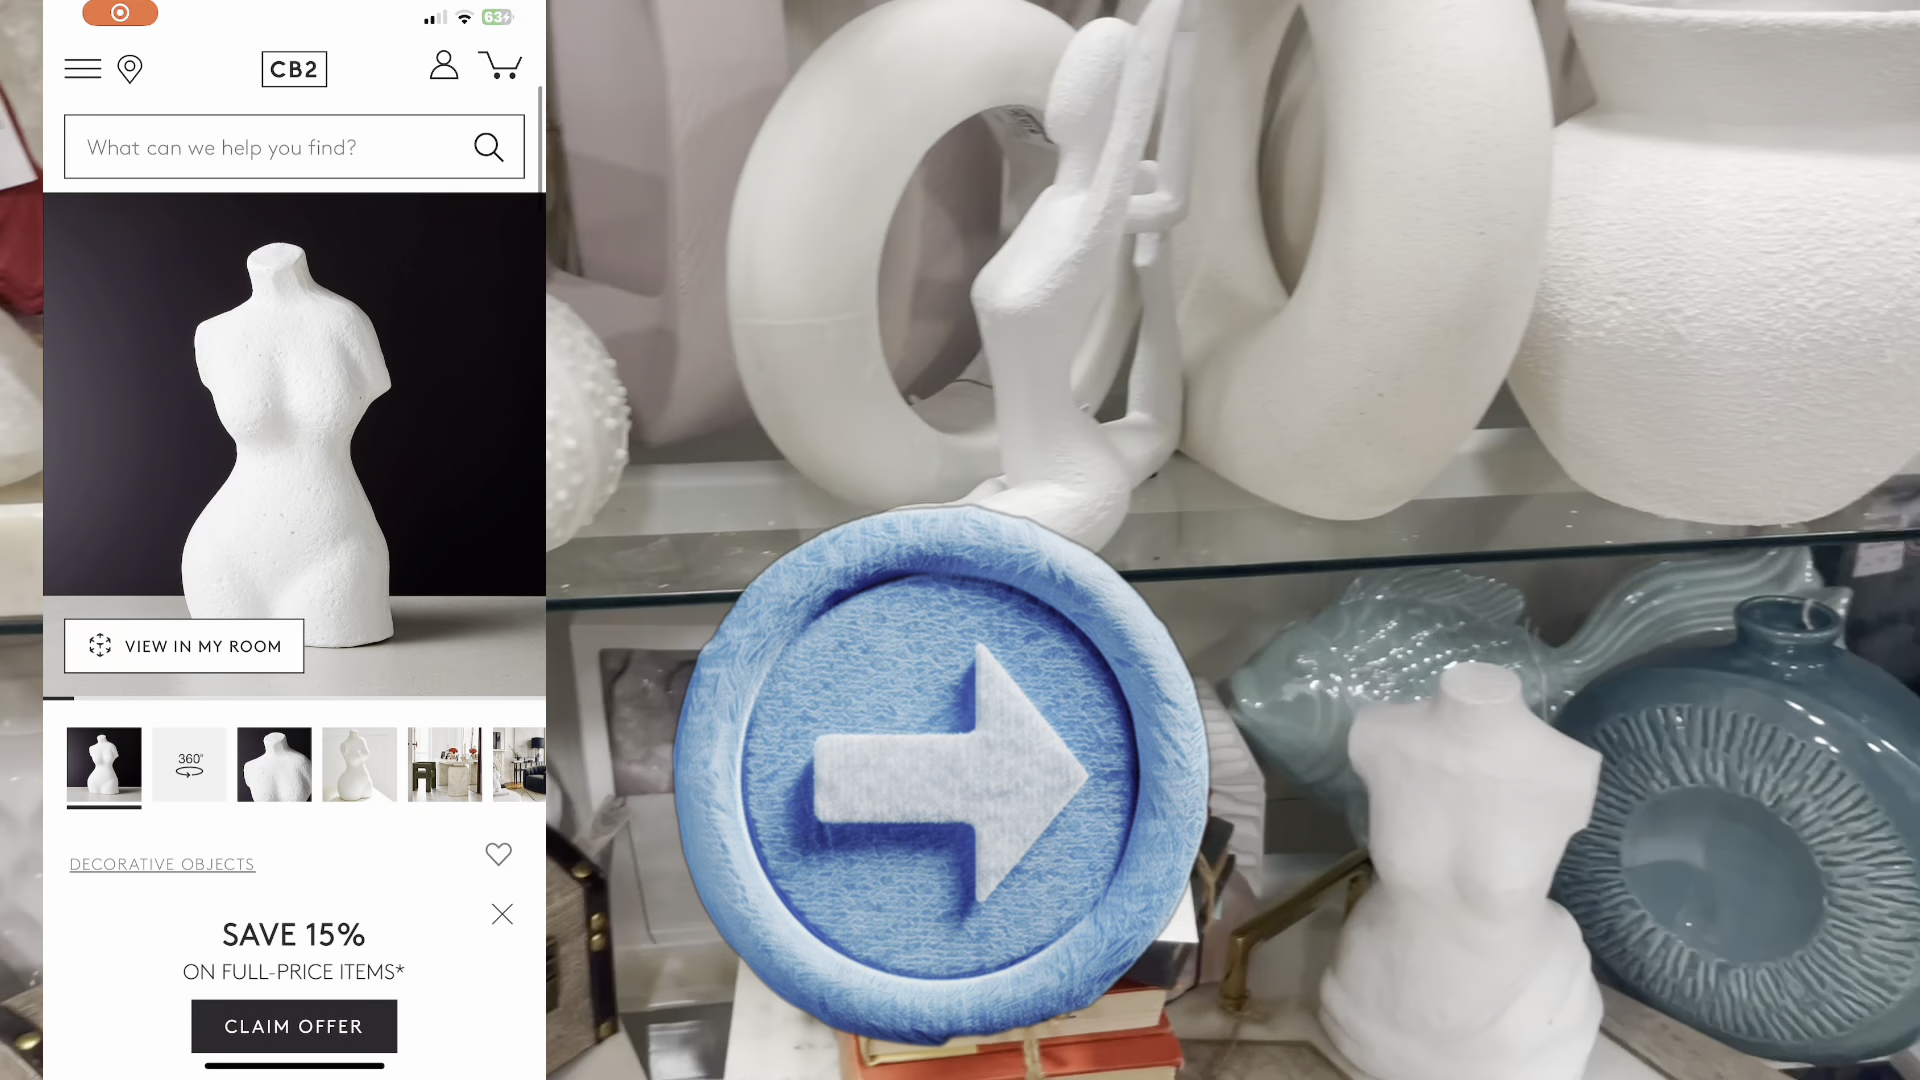 63
CB2
What can we help you find?
VIEW IN MY ROOM
360°
DECORATIVE OBJECTS
SAVE 15%
ON FULL-PRICE ITEMS*
CLAIM OFFER